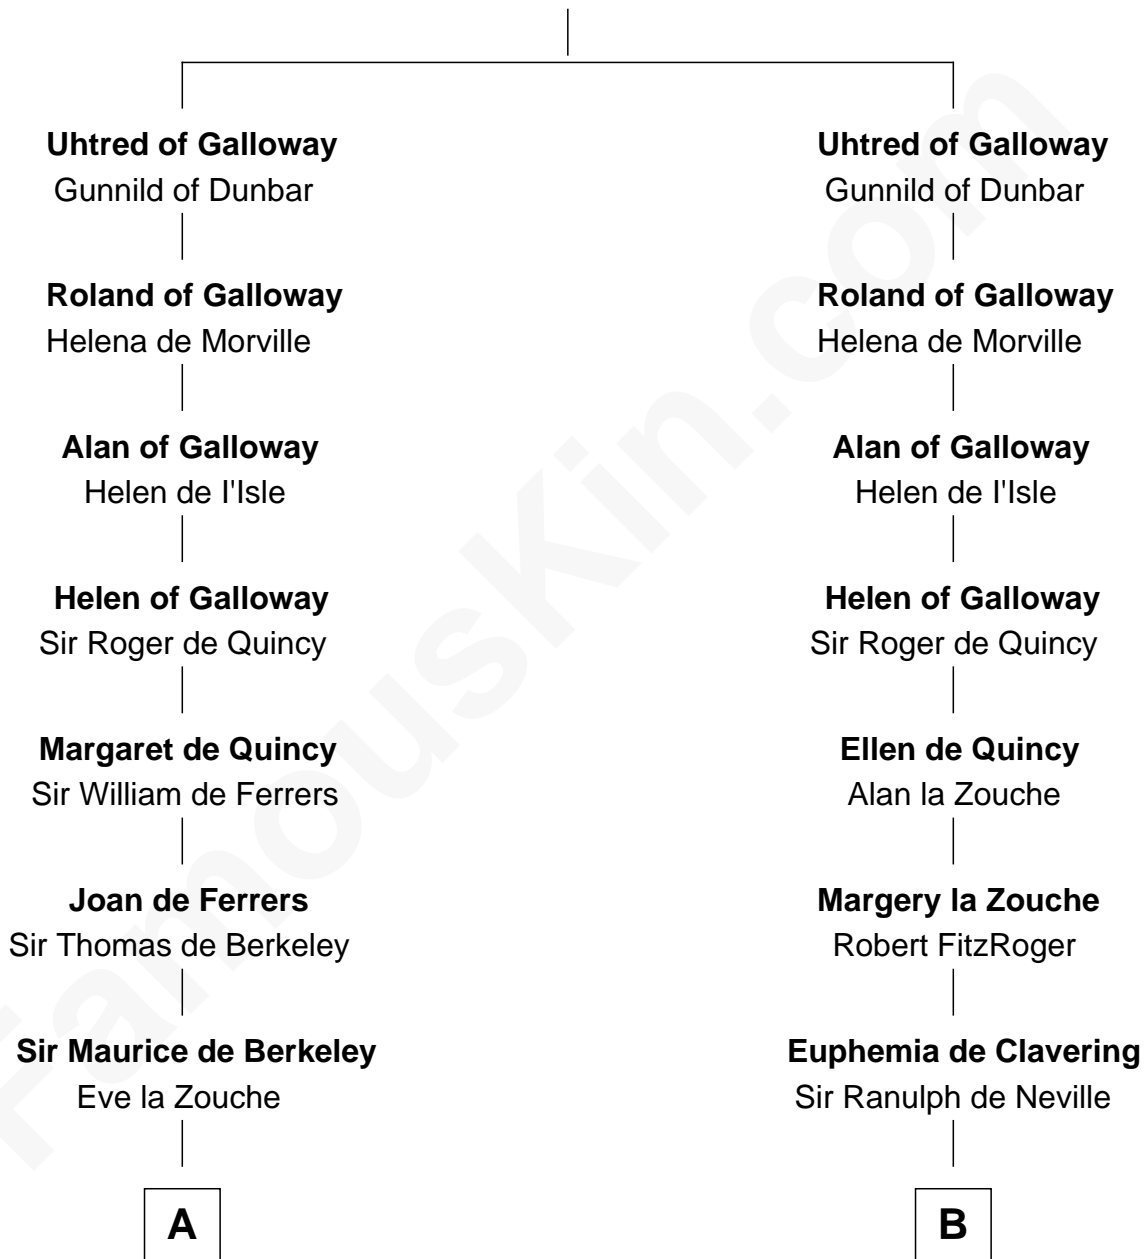 Uhtred of Galloway
Gunnild of Dunbar
Uhtred of Galloway
Gunnild of Dunbar
Roland of Galloway
Helena de Morville
Roland of Galloway
Helena de Morville
Alan of Galloway
Helen de I'Isle
Alan of Galloway
Helen de I'Isle
Helen of Galloway
Sir Roger de Quincy
Helen of Galloway
Sir Roger de Quincy
Margaret de Quincy
Sir William de Ferrers
Ellen de Quincy
Alan la Zouche
Joan de Ferrers
Sir Thomas de Berkeley
Margery la Zouche
Robert FitzRoger
Sir Maurice de Berkeley
Eve la Zouche
Euphemia de Clavering
Sir Ranulph de Neville
A
B
FamousKin.com